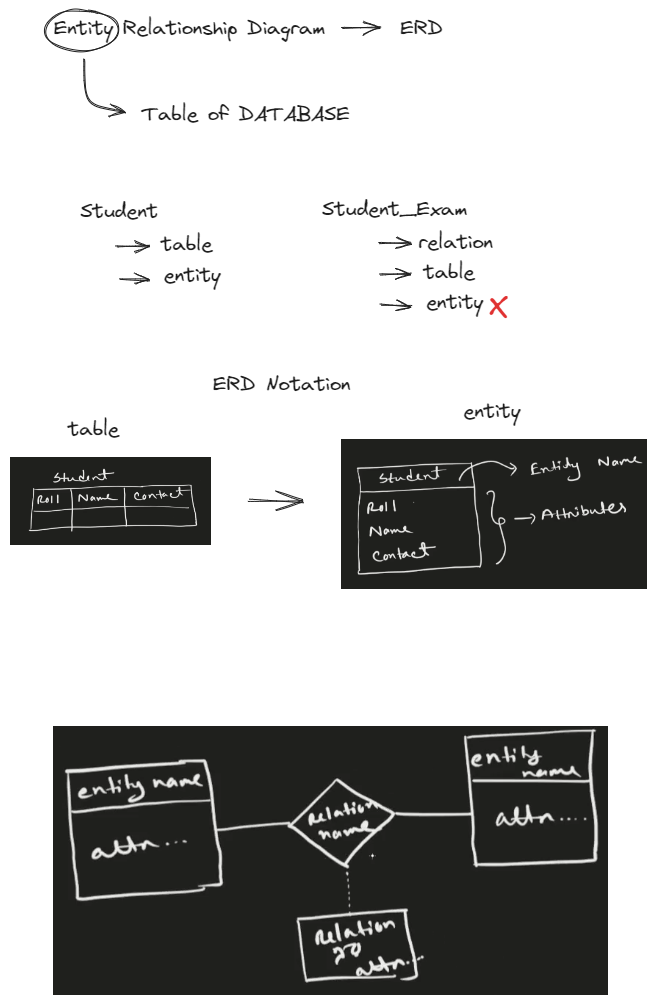 Entity Relationship Diagram → ERD
Table of DATABASE
Student
→ table
→ entity
Student_Exam
→ relation
→ table
→ entity X
ERD Notation
table
Student
Roll Name Contact
→
entity
Student → Entity Name
Roll
Name
Contact
→ Attributes
entity name
attr...
relation
name
entity
name
attr....
Relation
attr...